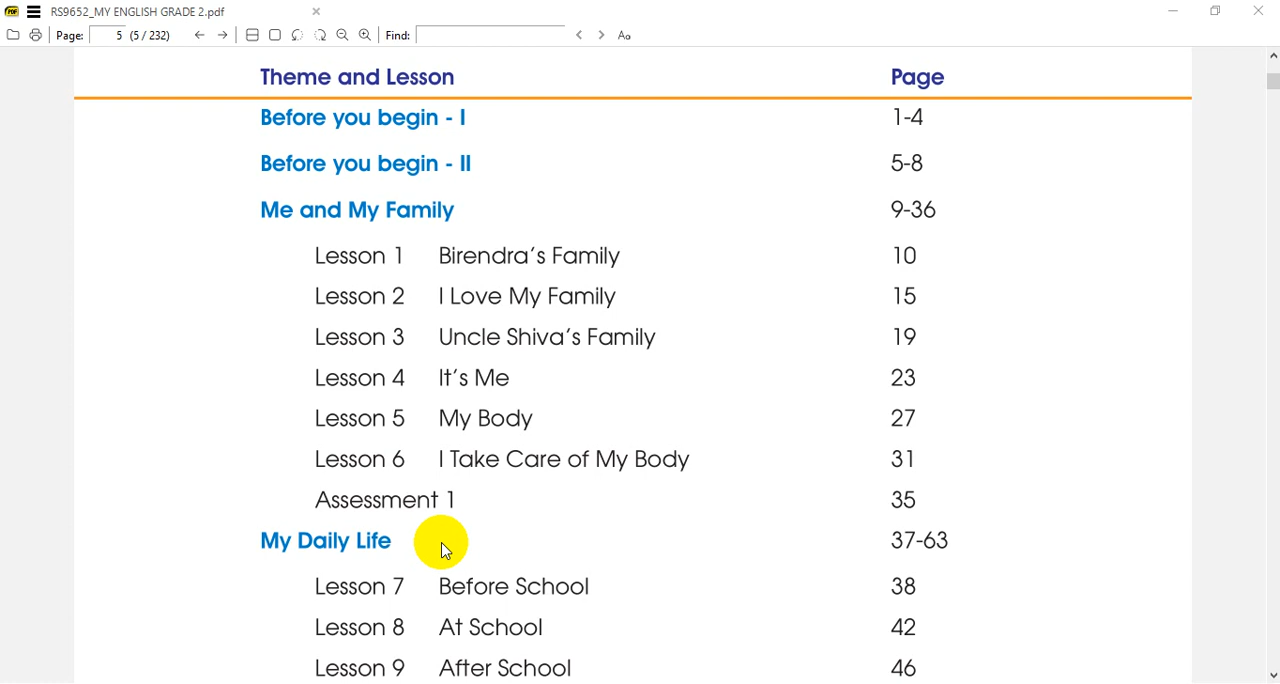 RS9652_MY ENGLISH GRADE 2.pdf
Page: 5 (5 / 232) Find: Aa
Theme and Lesson Page
Before you begin - I 1-4
Before you begin - II 5-8
Me and My Family 9-36
Lesson 1 Birendra's Family 10
Lesson 2 I Love My Family 15
Lesson 3 Uncle Shiva's Family 19
Lesson 4 It's Me 23
Lesson 5 My Body 27
Lesson 6 I Take Care of My Body 31
Assessment 1 35
My Daily Life 37-63
Lesson 7 Before School 38
Lesson 8 At School 42
Lesson 9 After School 46